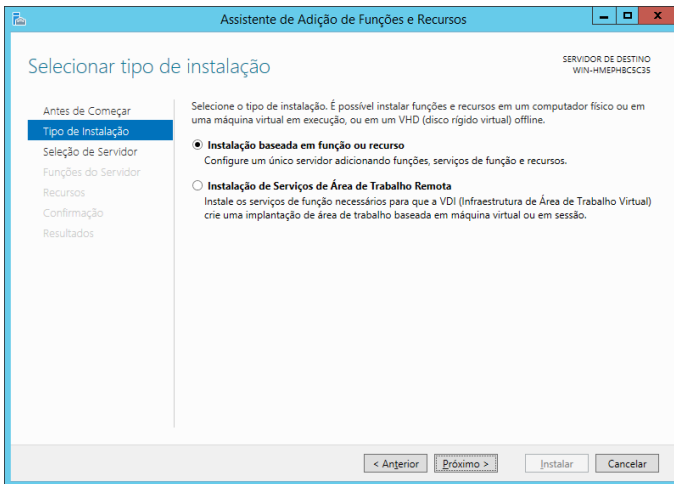 Assistente de Adição de Funções e Recursos
Selecionar tipo de instalação
SERVIDOR DE DESTINO
WIN-HMEPHBC5C35
Antes de Começar
Tipo de Instalação
Seleção de Servidor
Funções do Servidor
Recursos
Confirmação
Resultados
Selecione o tipo de instalação. É possível instalar funções e recursos em um computador físico ou em
uma máquina virtual em execução, ou em um VHD (disco rígido virtual) offline.
Instalação baseada em função ou recurso
Configure um único servidor adicionando funções, serviços de função e recursos.
Instalação de Serviços de Área de Trabalho Remota
Instale os serviços de função necessários para que a VDI (Infraestrutura de Área de Trabalho Virtual)
crie uma implantação de área de trabalho baseada em máquina virtual ou em sessão.
< Anterior
Próximo >
Instalar
Cancelar